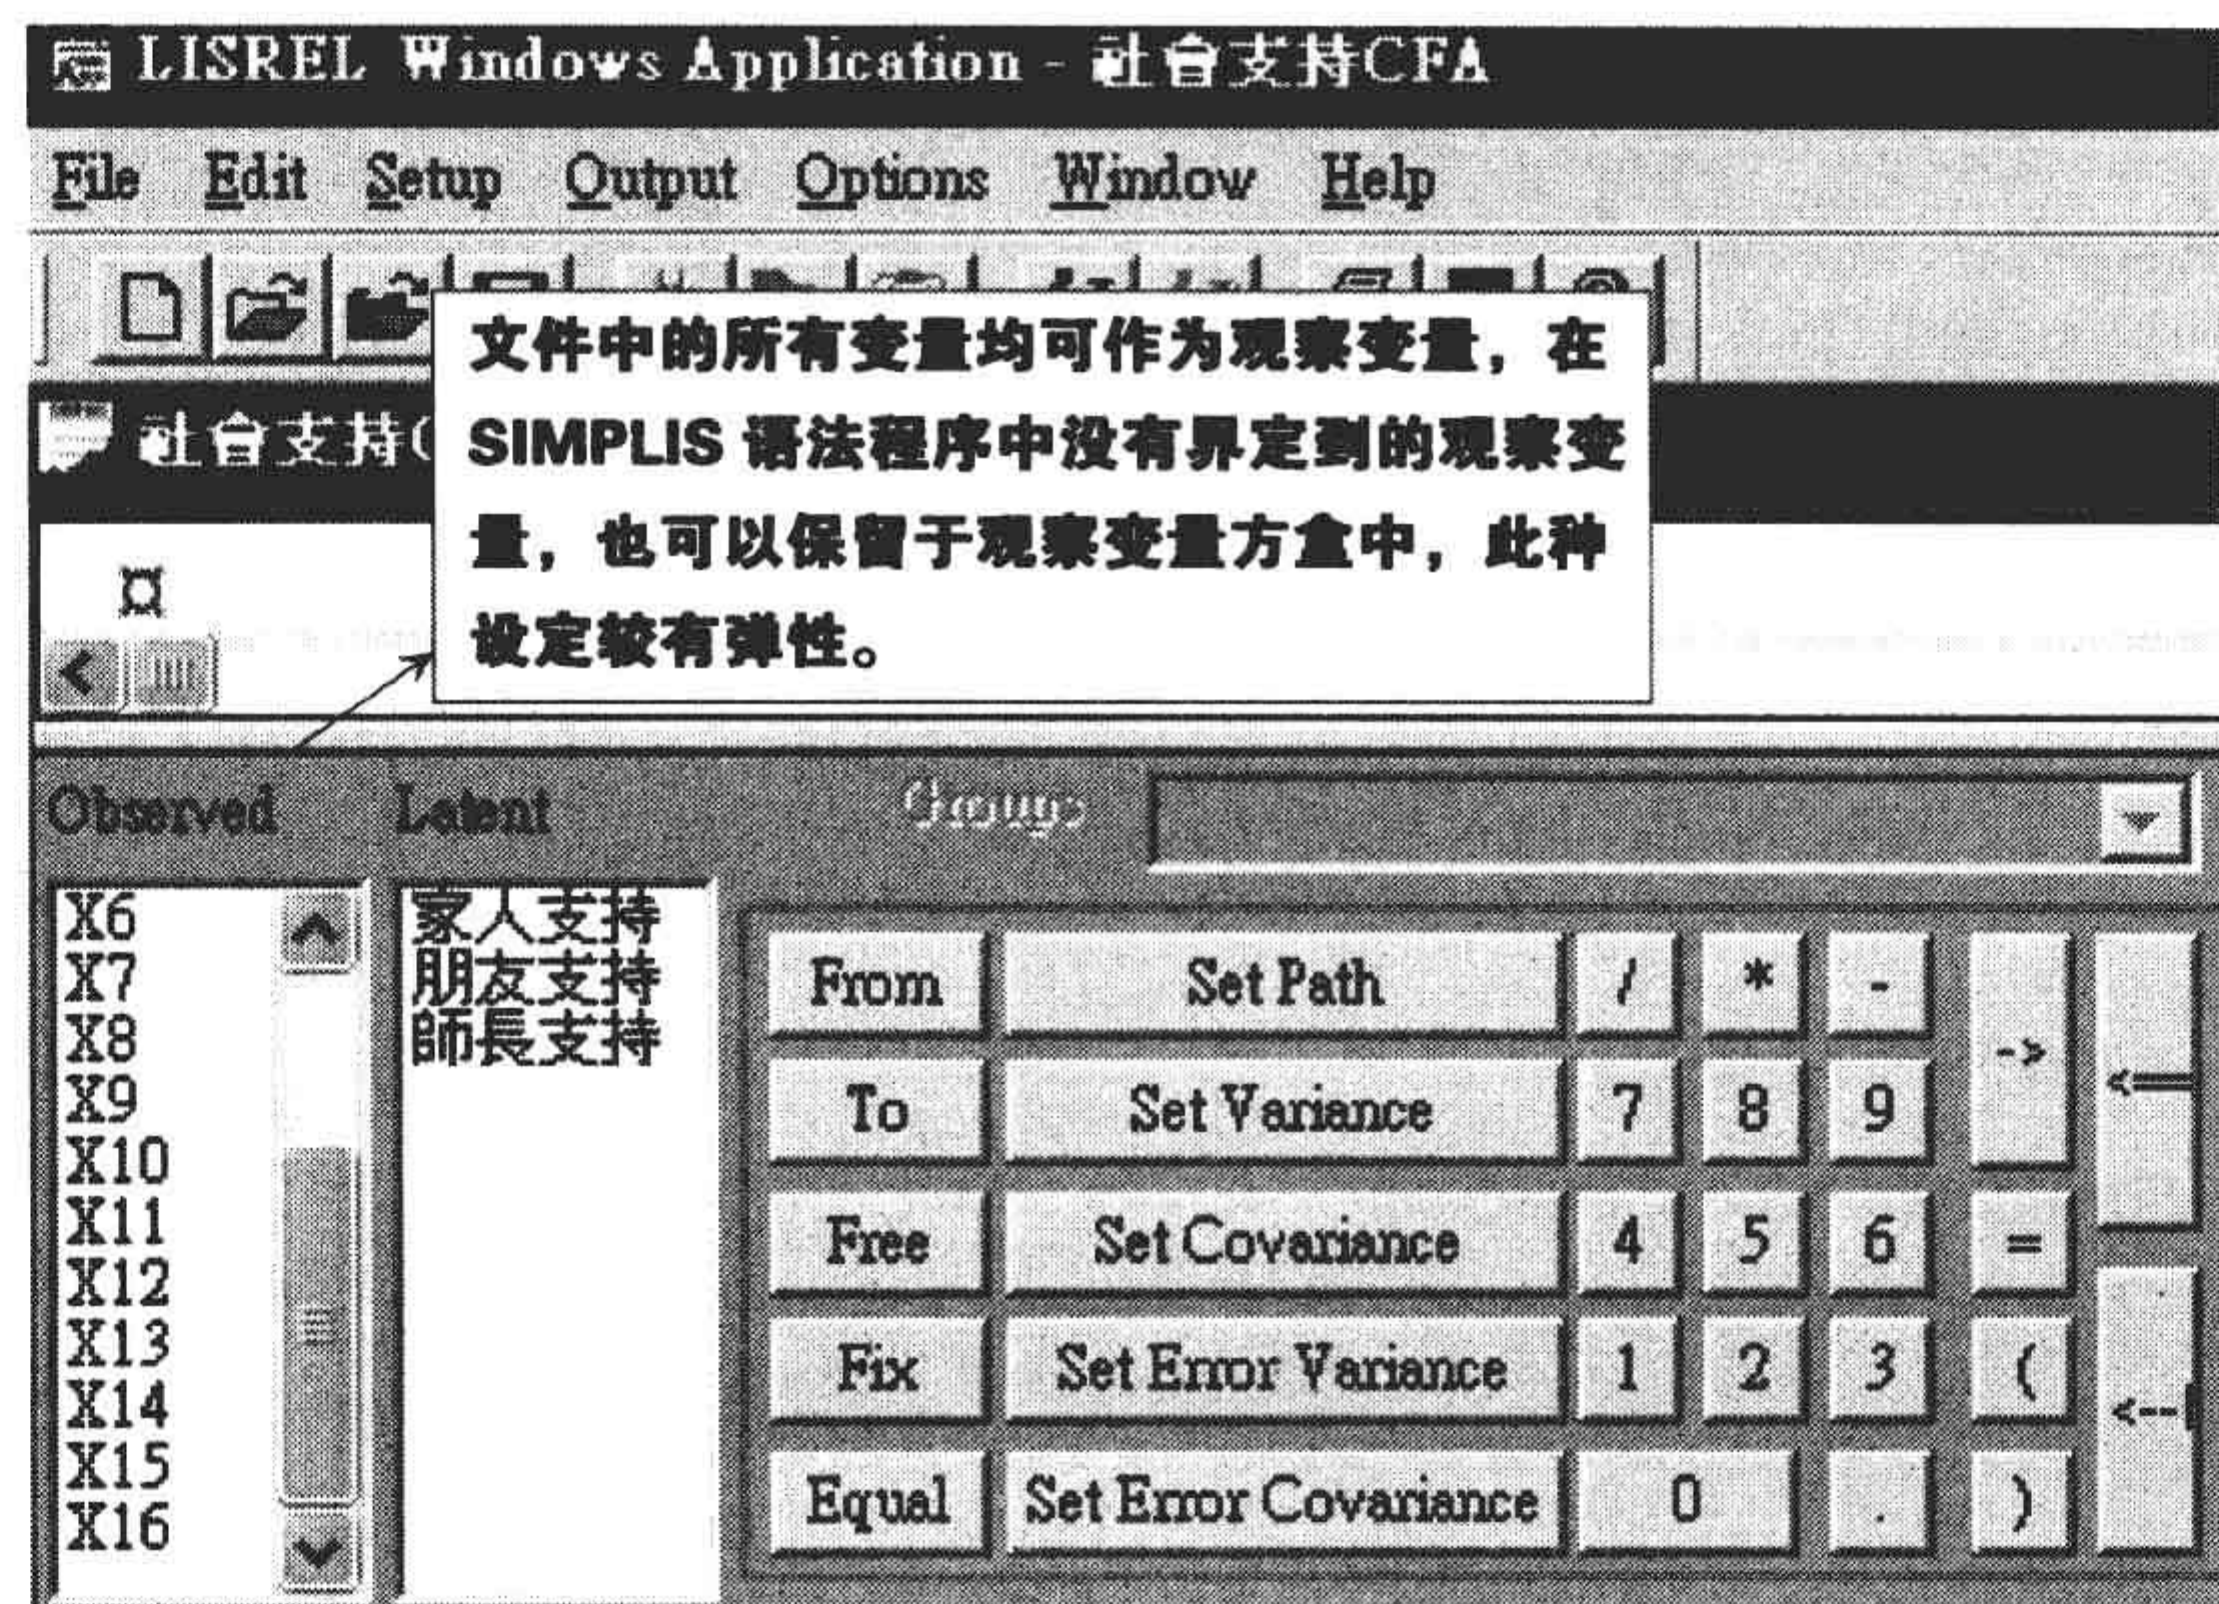 LISREL Windows Application - 社會支持CFA
File Edit Setup Output Options Window Help
文件中的所有变量均可作为观察变量，在
SIMPLIS 语法程序中没有界定到的观察变
量，也可以保留于观察变量方盒中，此种
设定较有弹性。
社會支持
Observed Latent Groups
X6
X7
X8
X9
X10
X11
X12
X13
X14
X15
X16
家人支持
朋友支持
師長支持
From Set Path / * - ->
To Set Variance 7 8 9 <==
Free Set Covariance 4 5 6 =
Fix Set Error Variance 1 2 3 ( <--|
Equal Set Error Covariance 0 . )